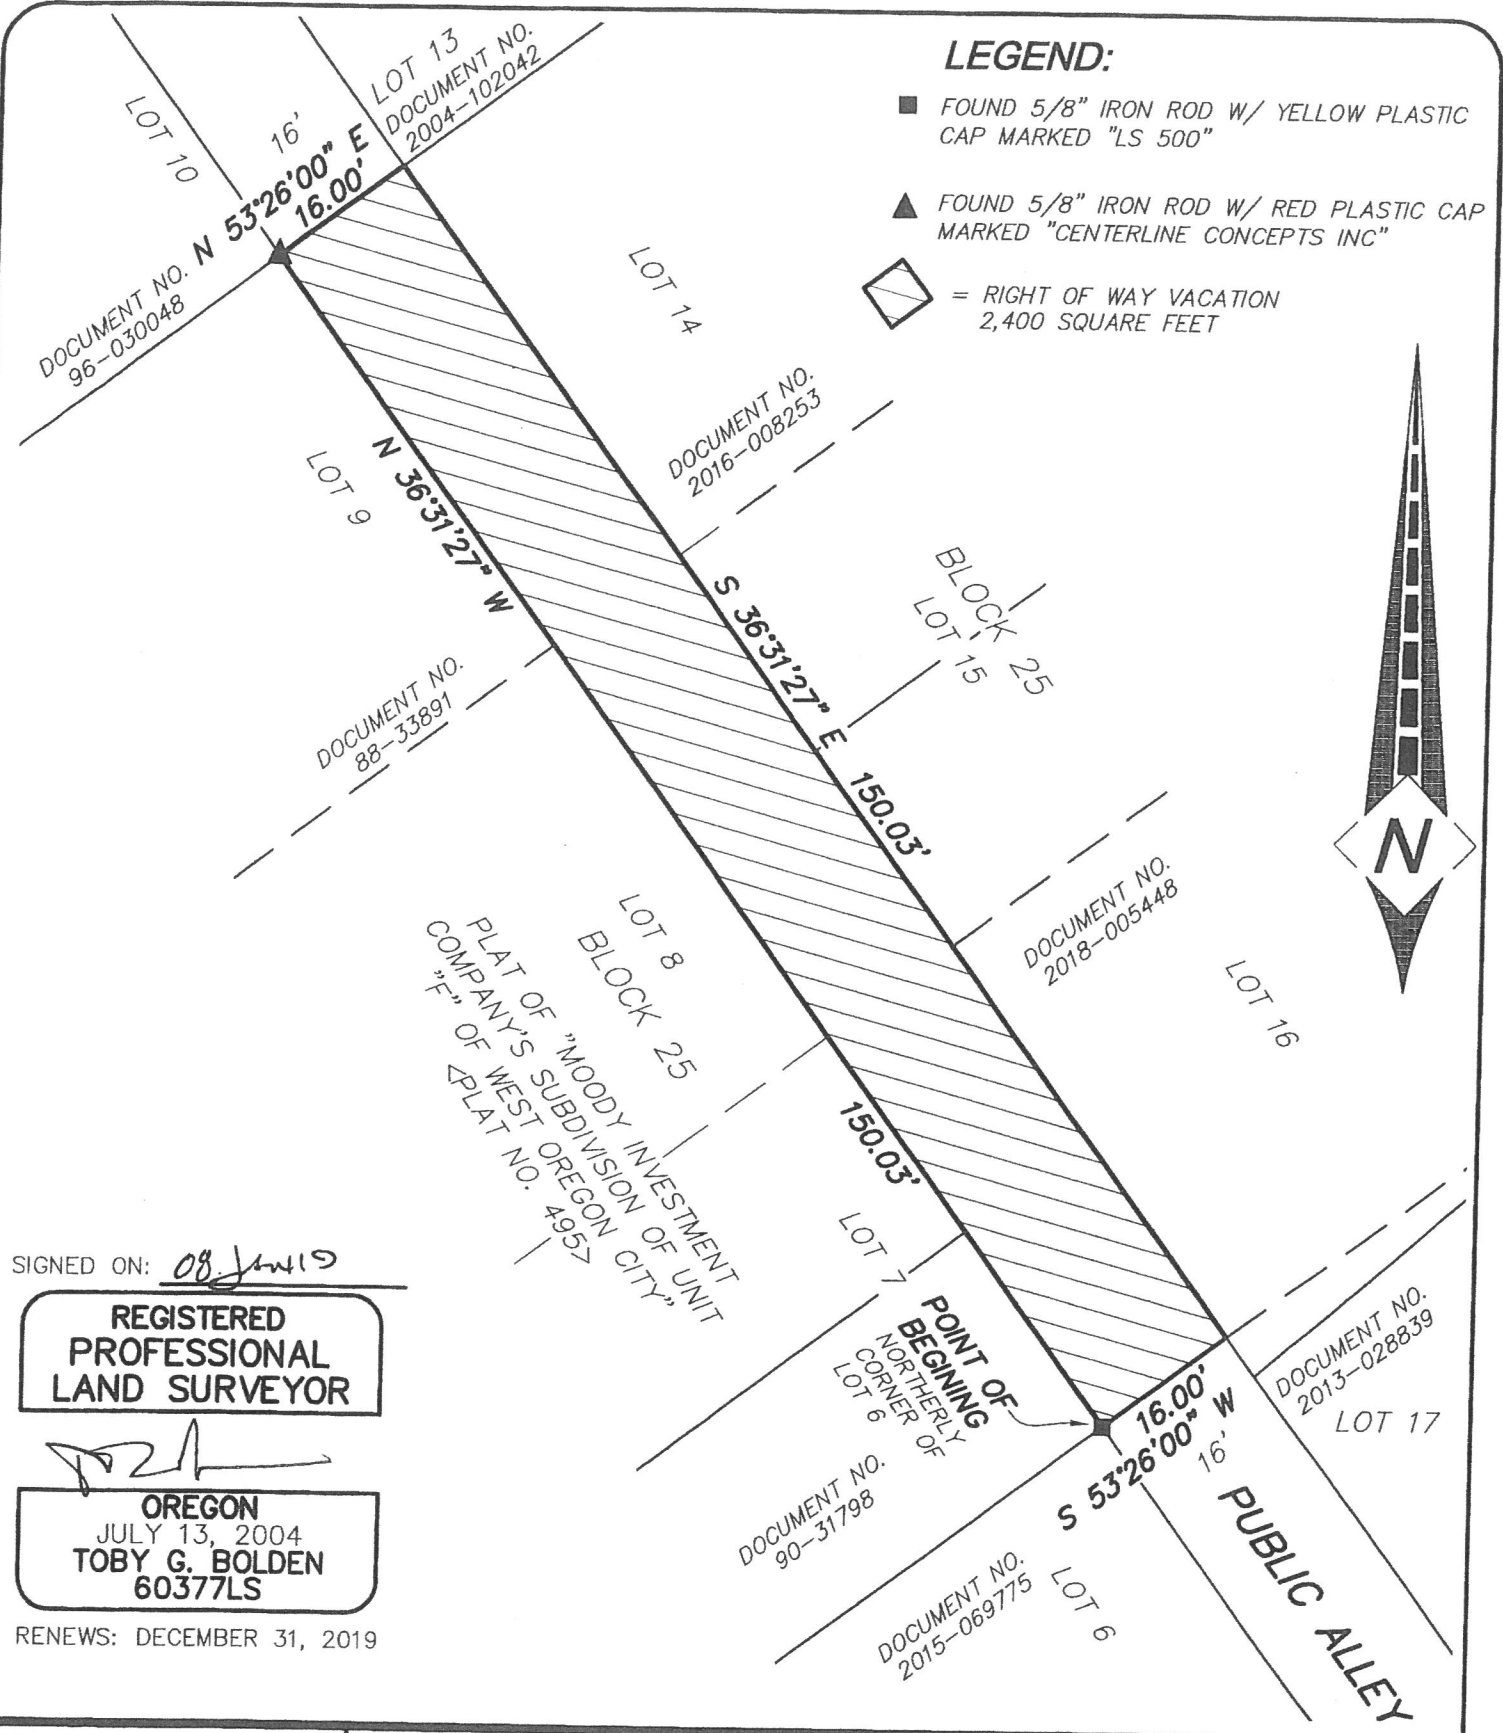 LEGEND:
FOUND 5/8" IRON ROD W/ YELLOW PLASTIC
CAP MARKED "LS 500"
FOUND 5/8" IRON ROD W/ RED PLASTIC CAP
MARKED "CENTERLINE CONCEPTS INC"
= RIGHT OF WAY VACATION
2,400 SQUARE FEET
LOT 10
16'
LOT 13
DOCUMENT NO.
2004-102042
N 53°26'00" E
16.00'
DOCUMENT NO.
96-030048
LOT 14
LOT 9
N 36°31'27" W
DOCUMENT NO.
2016-008253
S 36°31'27" E
150.03'
BLOCK 25
LOT 15
DOCUMENT NO.
88-33891
N
LOT 8
BLOCK 25
PLAT OF "MOODY INVESTMENT
COMPANY'S SUBDIVISION OF UNIT
"F" OF WEST OREGON CITY"
<PLAT NO. 495>
DOCUMENT NO.
2018-005448
LOT 16
150.03'
LOT 7
POINT OF
BEGINING
NORTHERLY
CORNER OF
LOT 6
16.00'
S 53°26'00" W
16'
DOCUMENT NO.
2013-028839
LOT 17
DOCUMENT NO.
90-31798
DOCUMENT NO.
2015-069775
LOT 6
PUBLIC ALLEY
SIGNED ON: 08.
REGISTERED
PROFESSIONAL
LAND SURVEYOR
OREGON
JULY 13, 2004
TOBY G. BOLDEN
60377LS
RENEWS: DECEMBER 31, 2019